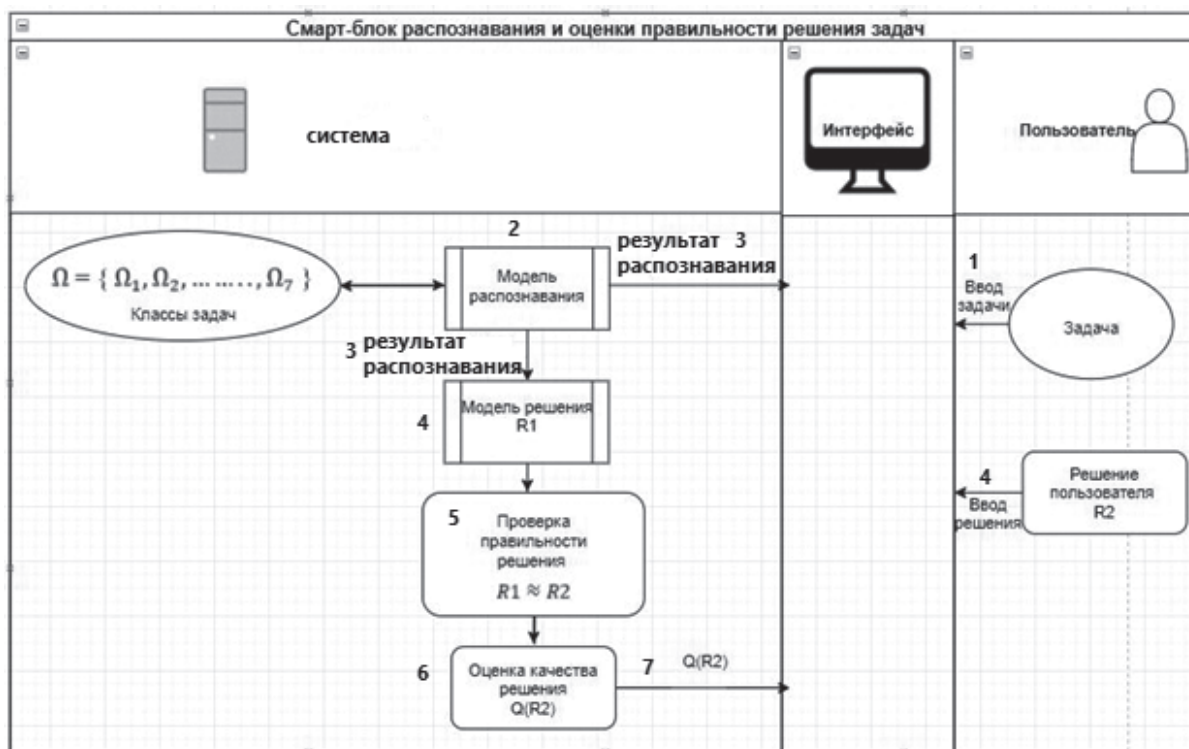 Смарт-блок распознавания и оценки правильности решения задач
система
Интерфейс
Пользователь
2
Ω = { Ω₁, Ω₂, … … .. , Ω₇ }
Классы задач
Модель
распознавания
результат 3
распознавания
1
Ввод
задачи
Задача
3 результат
распознавания
4
Модель решения
R1
4
Ввод
решения
Решение
пользователя
R2
5
Проверка
правильности
решения
R1 ≈ R2
6
Оценка качества
решения
Q(R2)
7
Q(R2)